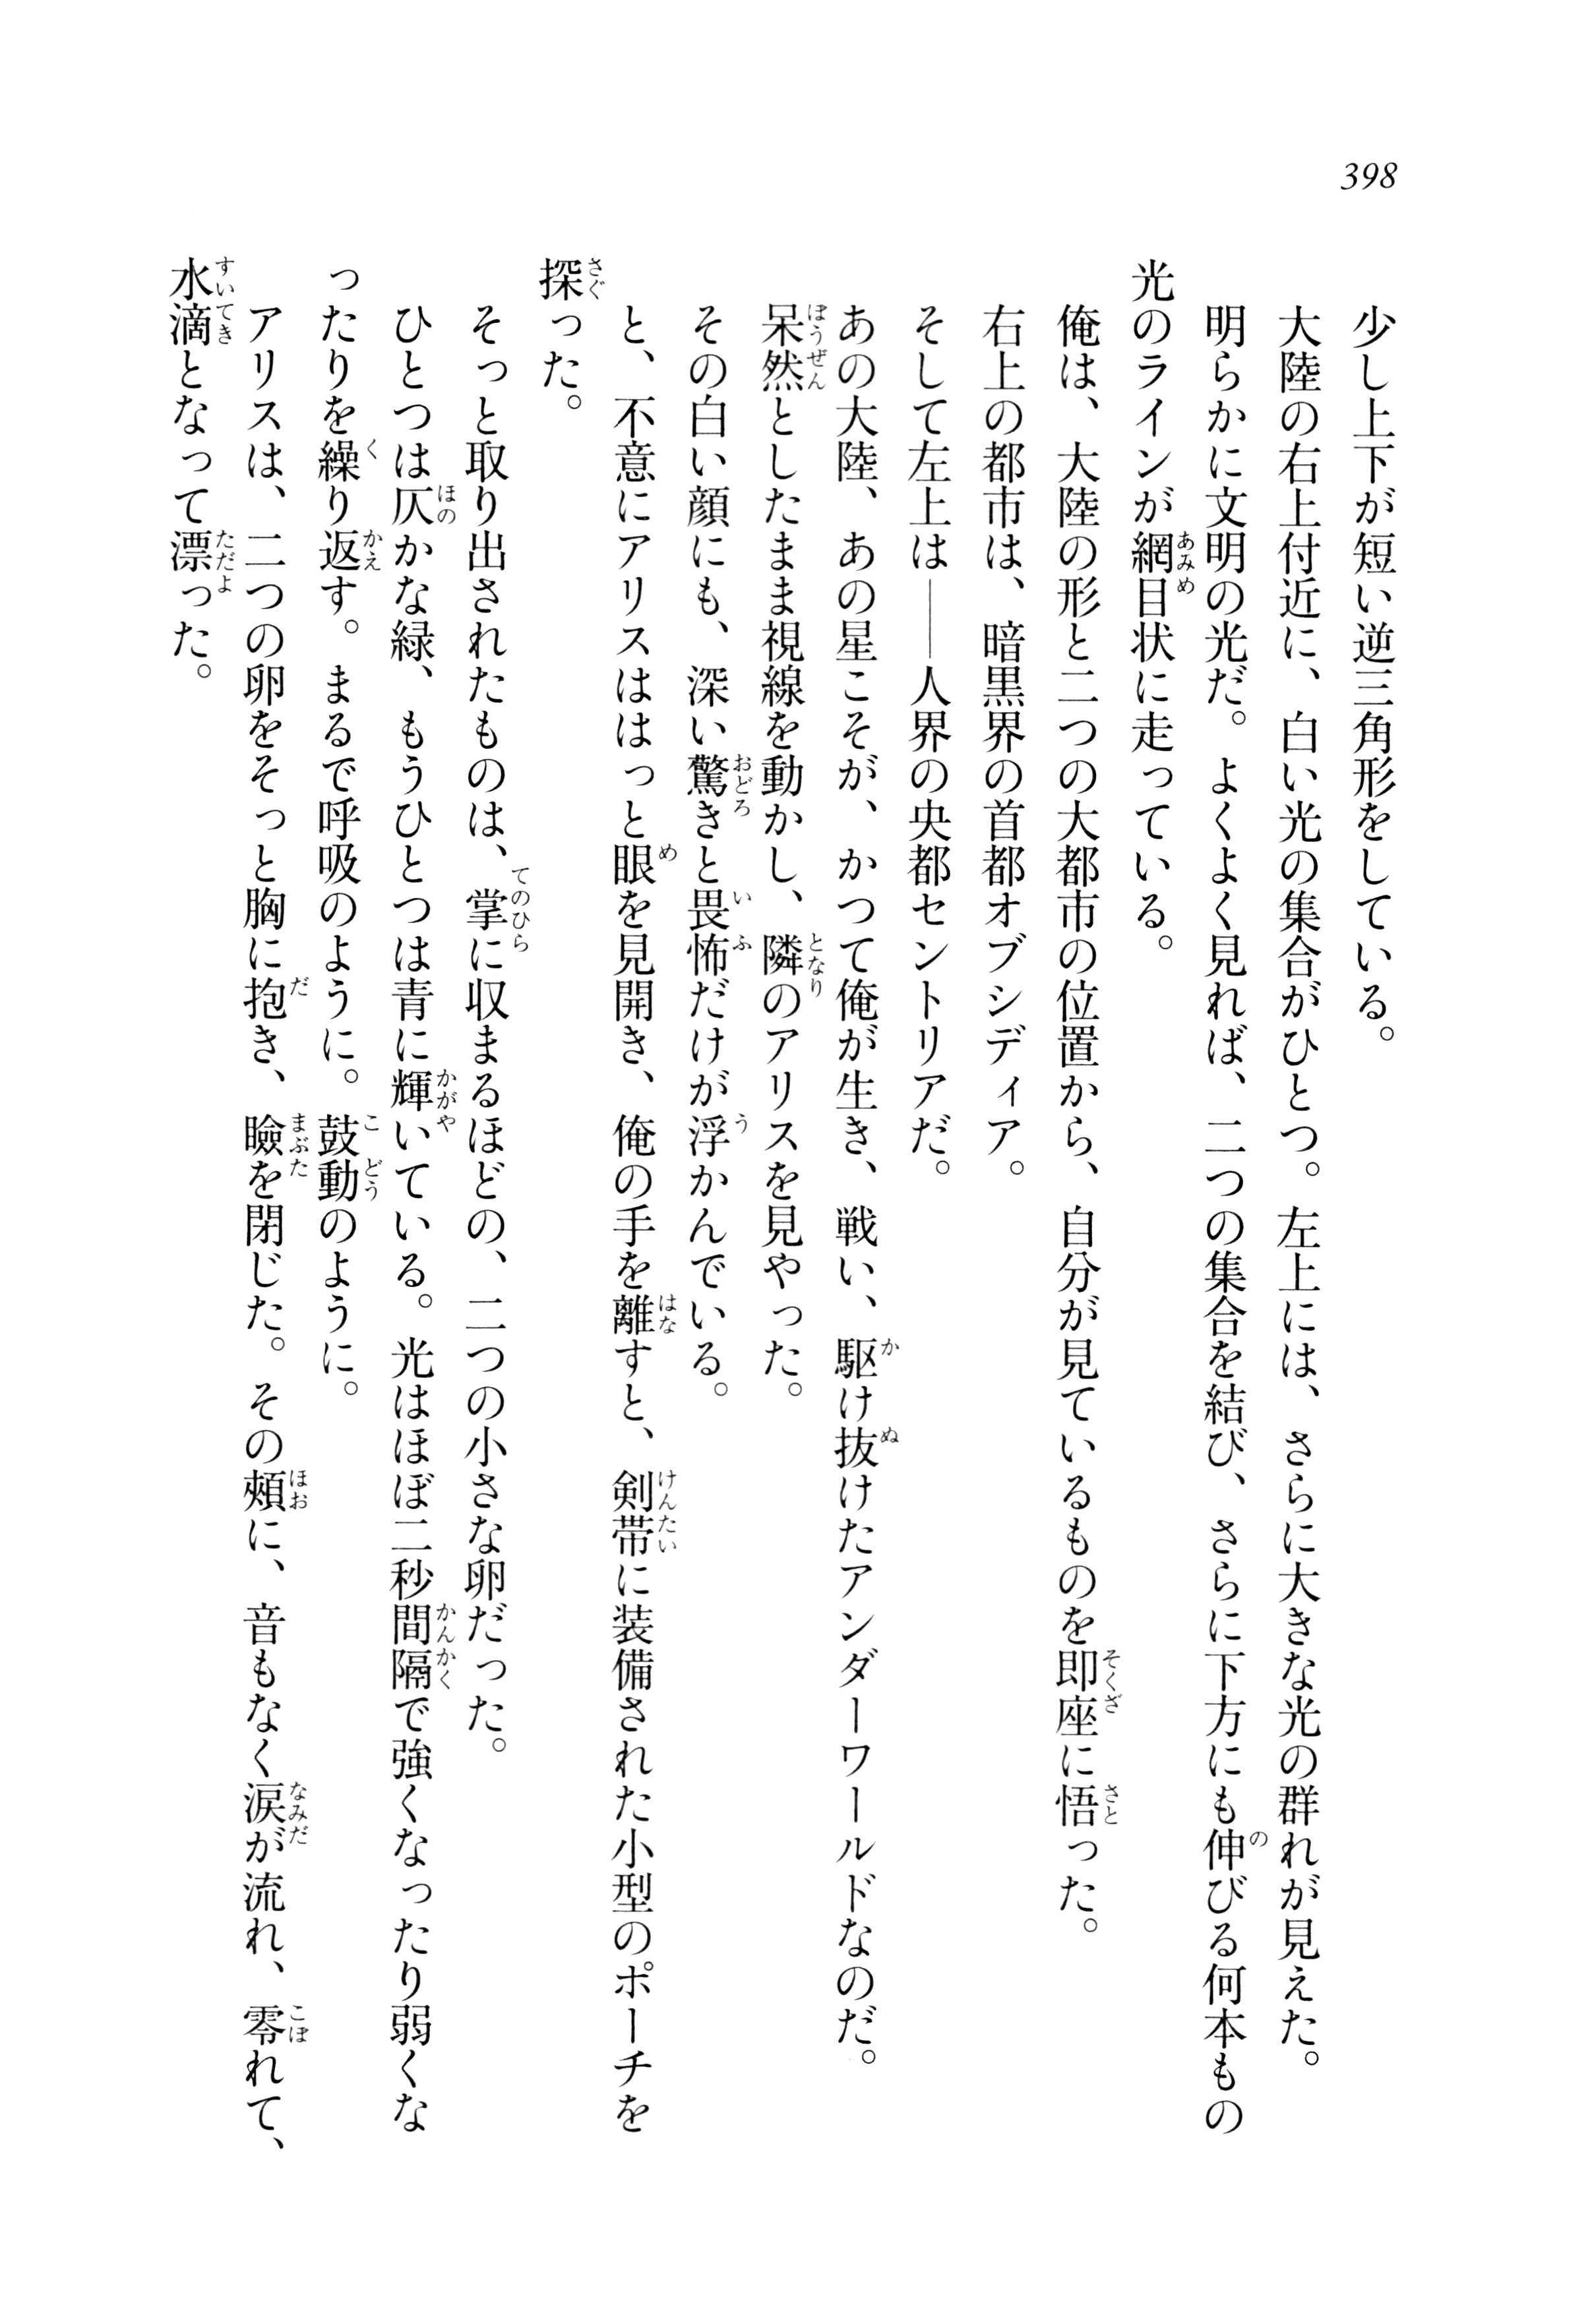 398
少し上下が短い逆三角形をしている。
大陸の右上付近に、白い光の集合がひとつ。左上には、さらに大きな光の群れが見えた。
明らかに文明の光だ。よくよく見れば、二つの集合を結び、さらに下方にも伸びる何本もの
光のラインが網目状に走っている。
俺は、大陸の形と二つの大都市の位置から、自分が見ているものを即座に悟った。
右上の都市は、暗黒界の首都オブシディア。
そして左上は――人界の央都セントリアだ。
あの大陸、あの星こそが、かつて俺が生き、戦い、駆け抜けたアンダーワールドなのだ。
呆然としたまま視線を動かし、隣のアリスを見やった。
その白い顔にも、深い驚きと畏怖だけが浮かんでいる。
と、不意にアリスははっと眼を見開き、俺の手を離すと、剣帯に装備された小型のポーチを
探った。
そっと取り出されたものは、掌に収まるほどの、二つの小さな卵だった。
ひとつは仄かな緑、もうひとつは青に輝いている。光はほぼ二秒間隔で強くなったり弱くな
ったりを繰り返す。まるで呼吸のように。鼓動のように。
アリスは、二つの卵をそっと胸に抱き、瞼を閉じた。その頰に、音もなく涙が流れ、零れて、
水滴となって漂った。